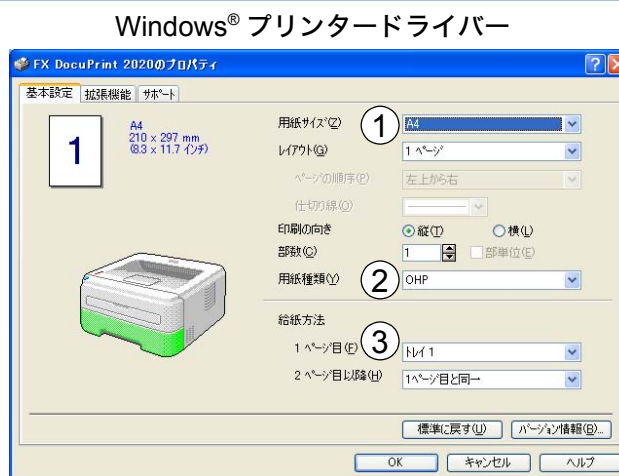 Windows® プリンタードライバー
FX DocuPrint 2020のプロパティ
基本設定 拡張機能 サポート
1
A4
210 x 297 mm
(8.3 x 11.7 インチ)
用紙サイズ(Z) 1 A4
レイアウト(G) 1 ページ
ページの順序(P) 左上から右
仕切り線(O)
印刷の向き 縦(T) 横(L)
部数(C) 1 部単位(E)
用紙種類(Y) 2 OHP
給紙方法
1 ページ目(F) 3 トレイ 1
2 ページ目以降(H) 1ページ目と同一
標準に戻す(U) バージョン情報(B)...
OK キャンセル ヘルプ